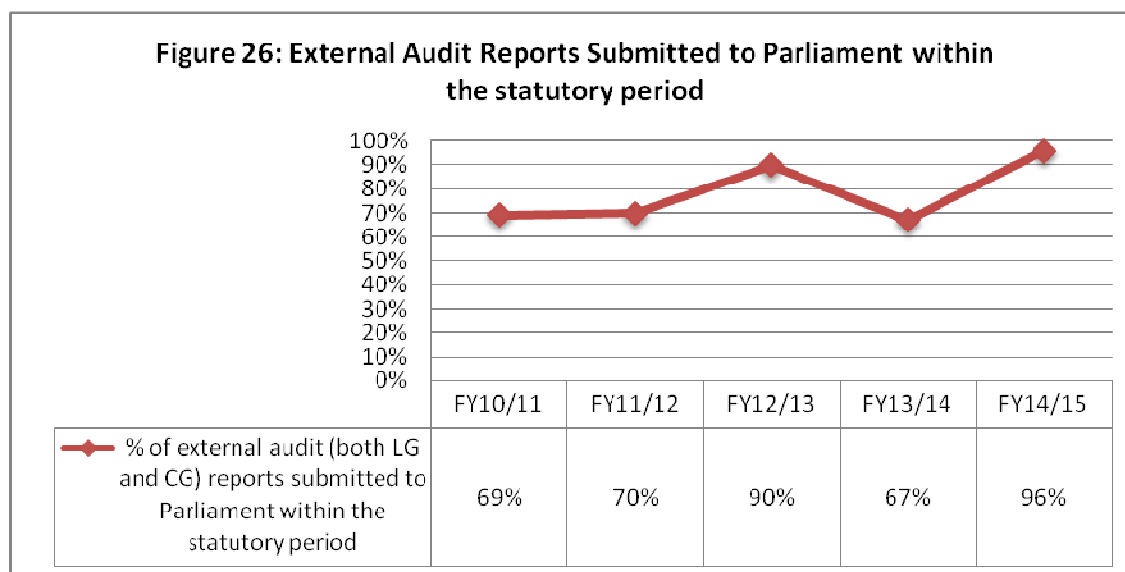 Figure 26: External Audit Reports Submitted to Parliament within
the statutory period
100%
90%
80%
70%
60%
50%
40%
30%
20%
10%
0%
FY10/11 FY11/12 FY12/13 FY13/14 FY14/15
% of external audit (both LG
and CG) reports submitted to
Parliament within the
statutory period
69% 70% 90% 67% 96%